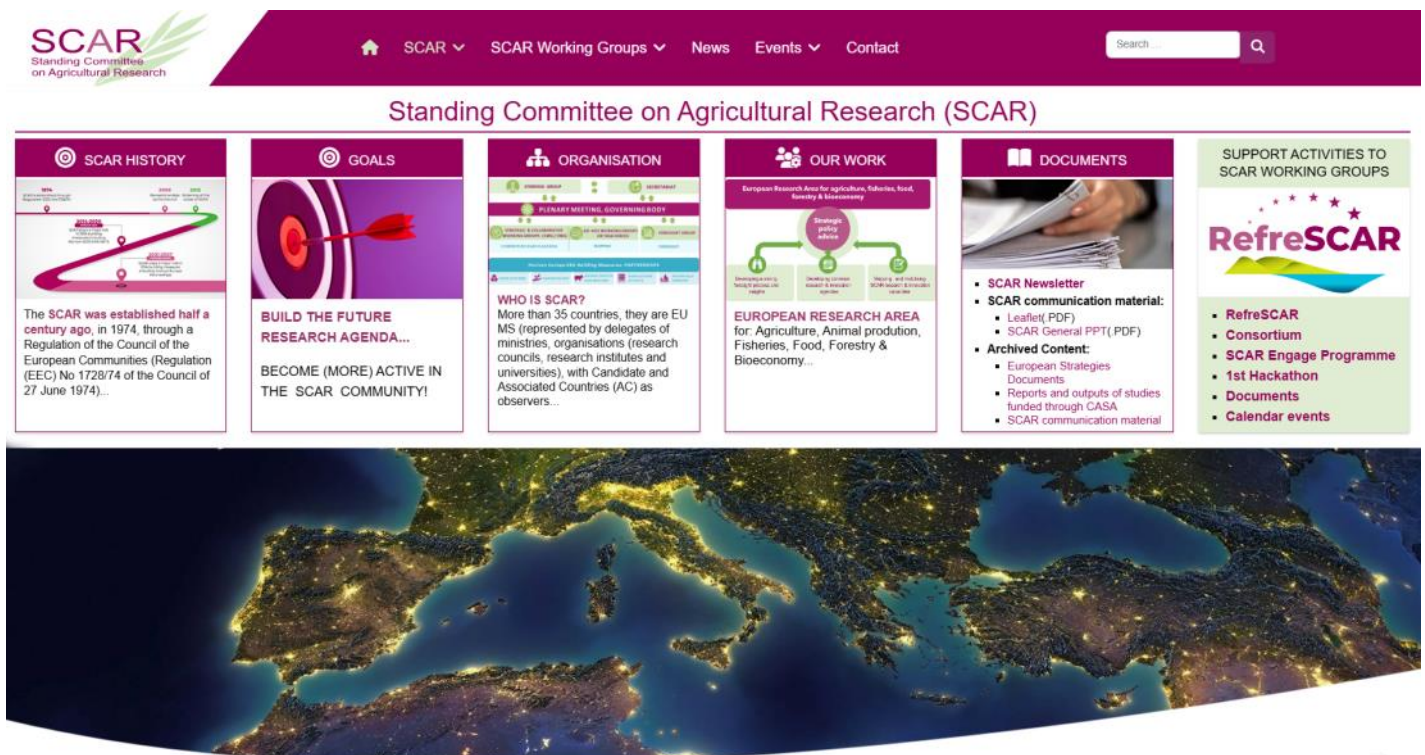 SCAR
Standing Committee
on Agricultural Research
SCAR
SCAR Working Groups
News
Events
Contact
Search ...
Standing Committee on Agricultural Research (SCAR)
SCAR HISTORY
1974
The SCAR was established half a
century ago, in 1974, through a
Regulation of the Council of the
European Communities (Regulation
(EEC) No 1728/74 of the Council of
27 June 1974)...
GOALS
BUILD THE FUTURE
RESEARCH AGENDA...
BECOME (MORE) ACTIVE IN
THE SCAR COMMUNITY!
ORGANISATION
STEERING GROUP
SECRETARIAT
PLENARY MEETING, GOVERNING BODY
WHO IS SCAR?
More than 35 countries, they are EU
MS (represented by delegates of
ministries, organisations (research
councils, research institutes and
universities), with Candidate and
Associated Countries (AC) as
observers...
OUR WORK
European Research Area for agriculture, fisheries, food,
forestry & bioeconomy
Strategic
policy
advice
EUROPEAN RESEARCH AREA
for: Agriculture, Animal prodution,
Fisheries, Food, Forestry &
Bioeconomy...
DOCUMENTS
SCAR Newsletter
SCAR communication material:
Leaflet(.PDF)
SCAR General PPT(.PDF)
Archived Content:
European Strategies
Documents
Reports and outputs of studies
funded through CASA
SCAR communication material
SUPPORT ACTIVITIES TO
SCAR WORKING GROUPS
RefreSCAR
RefreSCAR
Consortium
SCAR Engage Programme
1st Hackathon
Documents
Calendar events